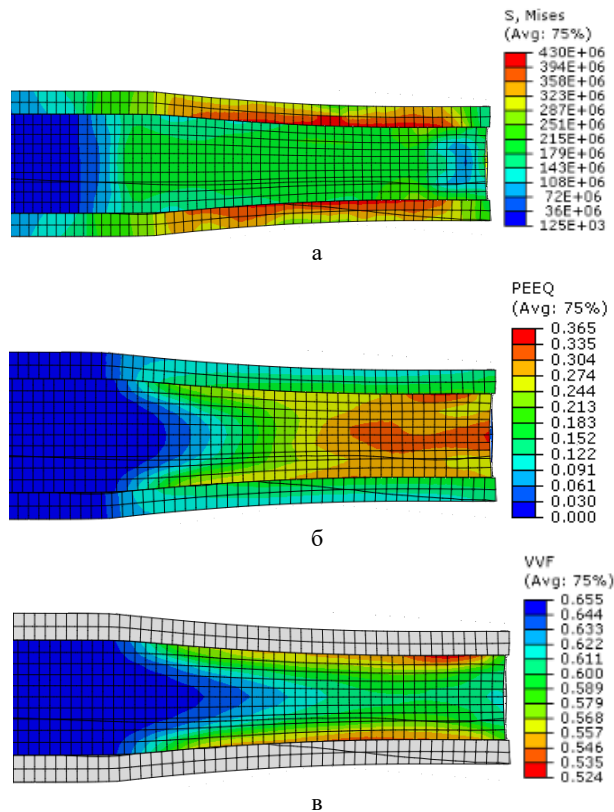 S, Mises
(Avg: 75%)
430E+06
394E+06
358E+06
323E+06
287E+06
251E+06
215E+06
179E+06
143E+06
108E+06
72E+06
36E+06
125E+03
а
PEEQ
(Avg: 75%)
0.365
0.335
0.304
0.274
0.244
0.213
0.183
0.152
0.122
0.091
0.061
0.030
0.000
б
VVF
(Avg: 75%)
0.655
0.644
0.633
0.622
0.611
0.600
0.589
0.579
0.568
0.557
0.546
0.535
0.524
в